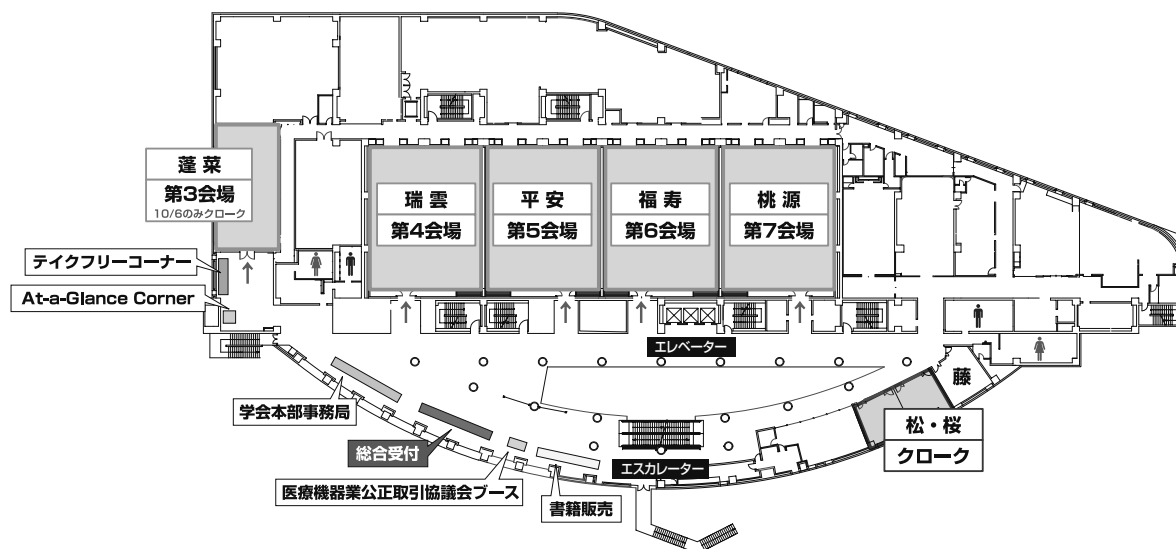 蓬 菜
第3会場
10/6のみクローク
瑞 雲
第4会場
平 安
第5会場
福 寿
第6会場
桃 源
第7会場
テイクフリーコーナー
At-a-Glance Corner
エレベーター
藤
学会本部事務局
松・桜
クローク
総合受付
エスカレーター
医療機器業公正取引協議会ブース
書籍販売